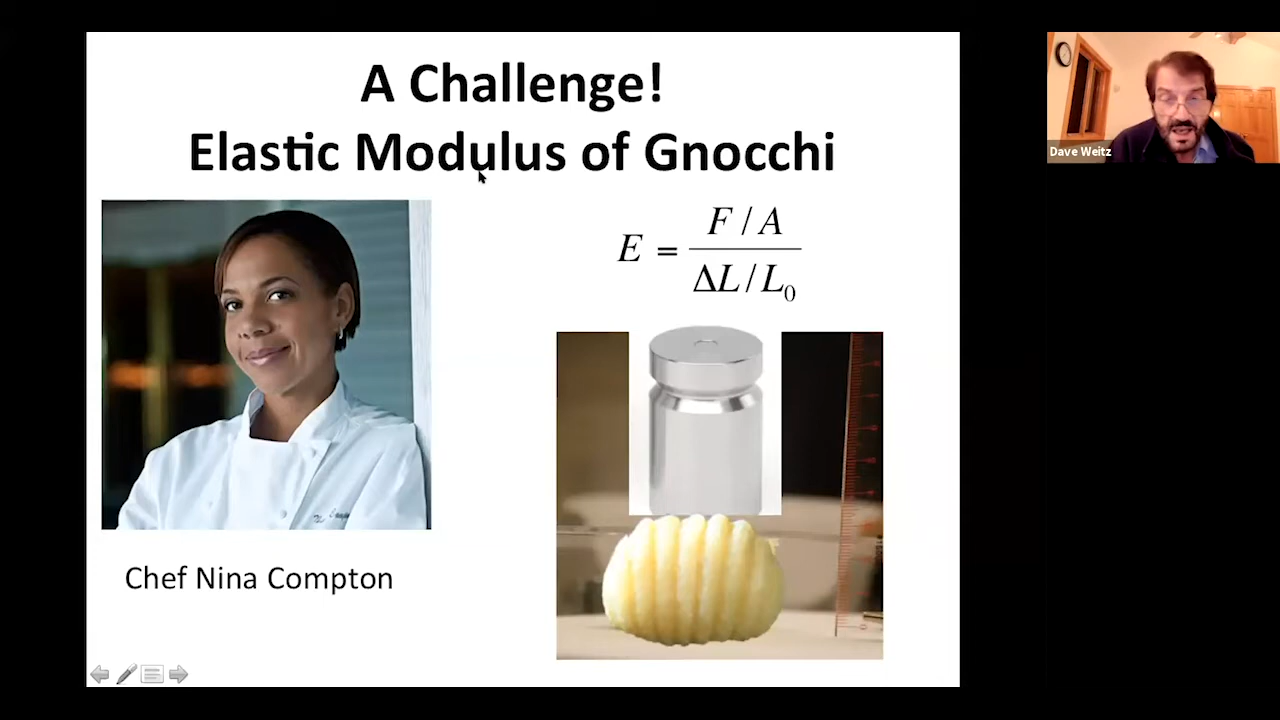 A Challenge!
Elastic Modulus of Gnocchi
E = F / A
ΔL / L₀
Chef Nina Compton
Dave Weitz